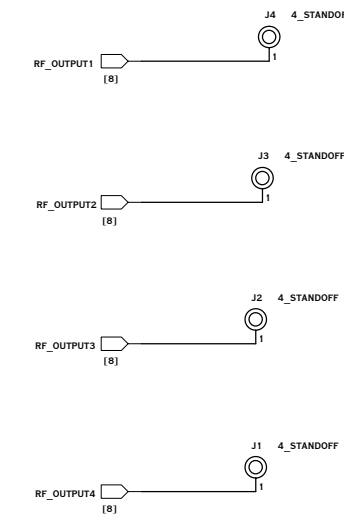 J4 4_STANDOF
1
RF_OUTPUT1
[8]
J3 4_STANDOFF
1
RF_OUTPUT2
[8]
J2 4_STANDOFF
1
RF_OUTPUT3
[8]
J1 4_STANDOFF
1
RF_OUTPUT4
[8]